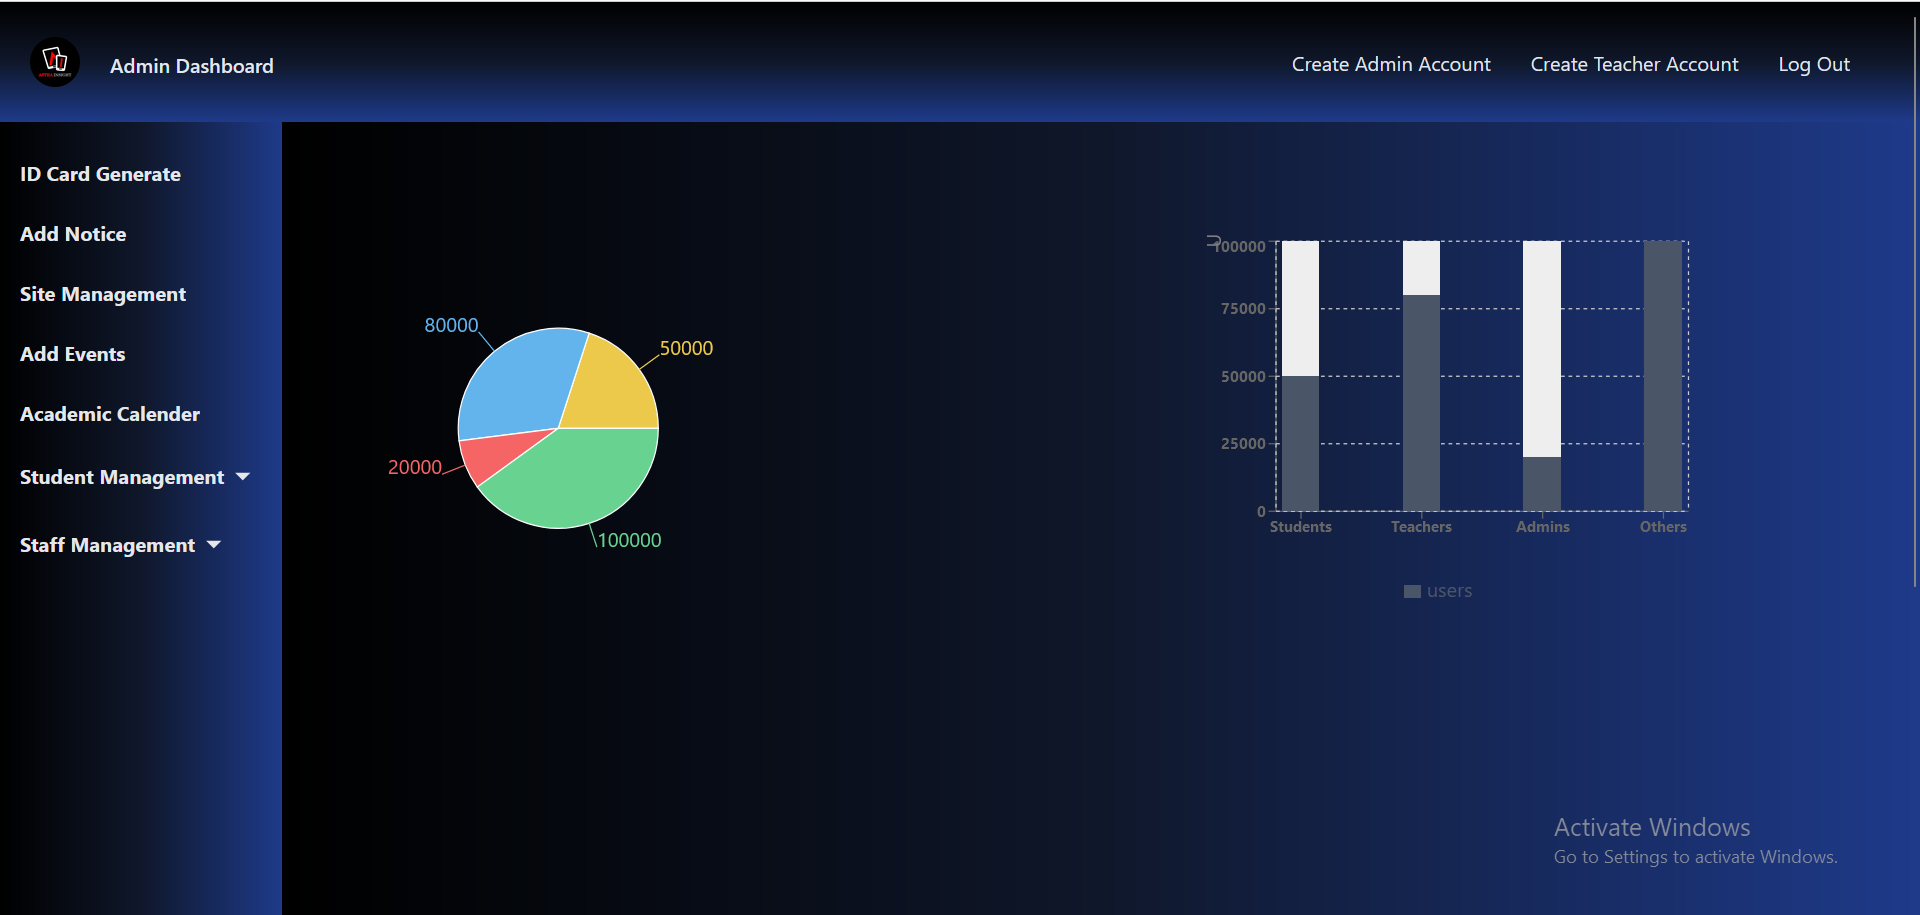 Admin Dashboard
Create Admin Account
Create Teacher Account
Log Out
ID Card Generate
Add Notice
Site Management
Add Events
Academic Calender
Student Management
Staff Management
80000
50000
20000
100000
100000
75000
50000
25000
0
Students
Teachers
Admins
Others
users
Activate Windows
Go to Settings to activate Windows.